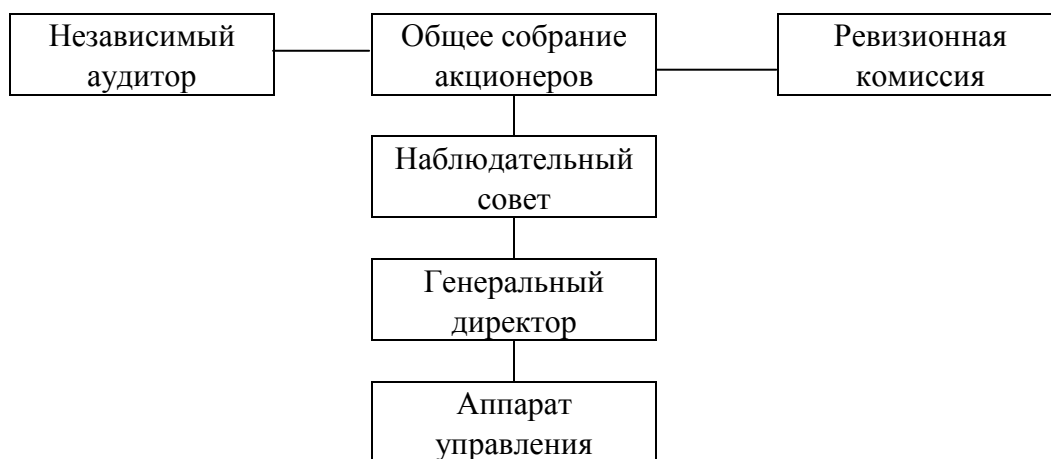 Независимый
аудитор
Общее собрание
акционеров
Ревизионная
комиссия
Наблюдательный
совет
Генеральный
директор
Аппарат
управления